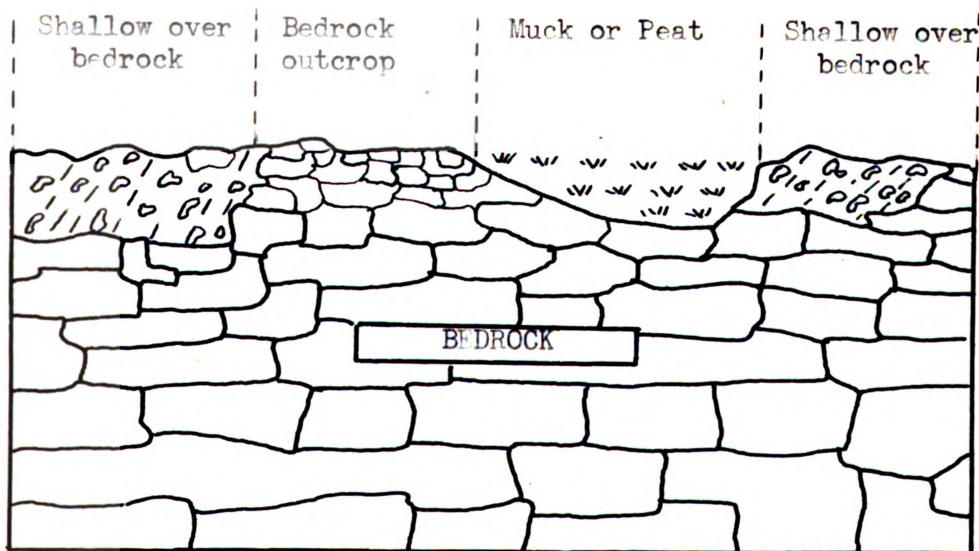 Shallow over
bedrock
Bedrock
outcrop
Muck or Peat
Shallow over
bedrock
BEDROCK